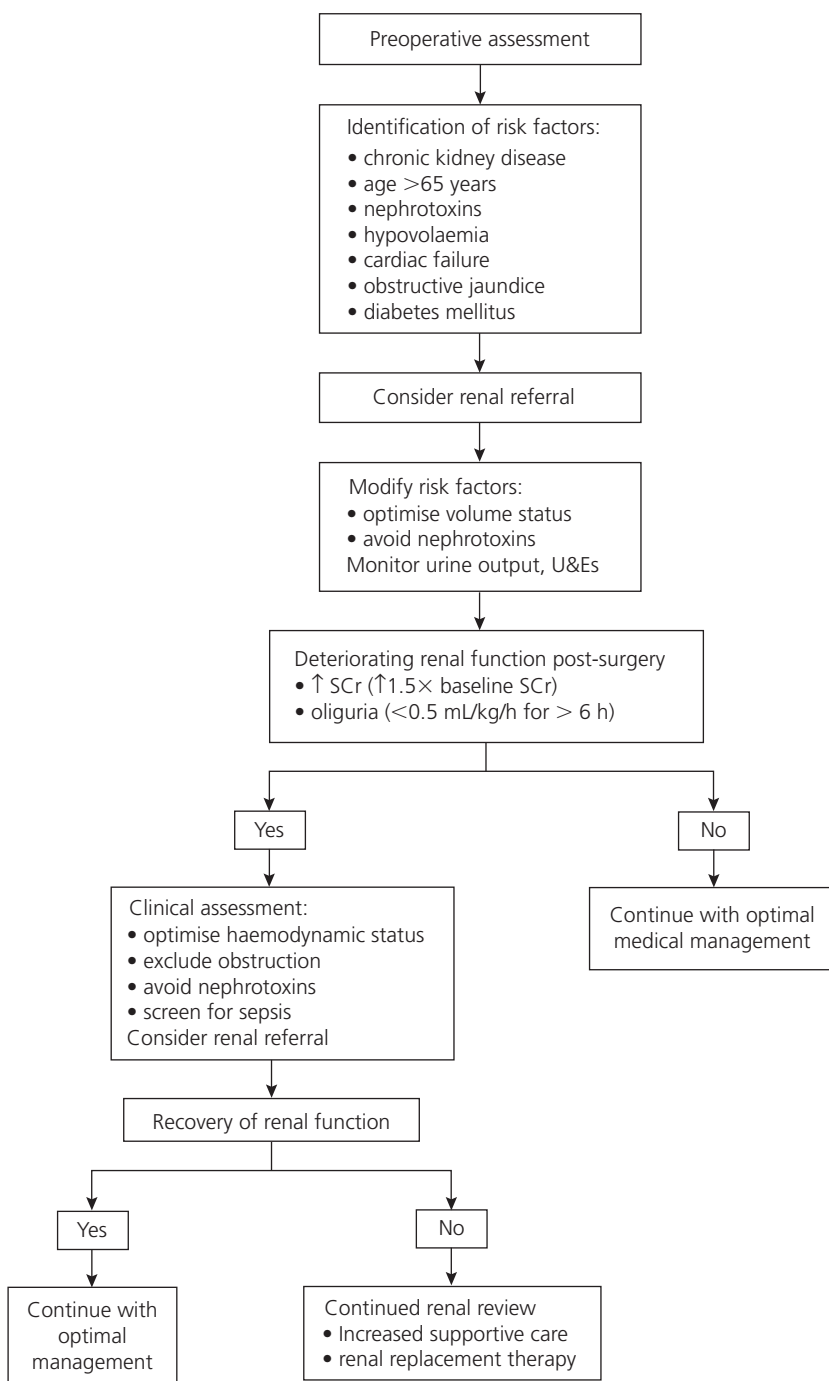 Preoperative assessment
Identification of risk factors:
• chronic kidney disease
• age >65 years
• nephrotoxins
• hypovolaemia
• cardiac failure
• obstructive jaundice
• diabetes mellitus
Consider renal referral
Modify risk factors:
• optimise volume status
• avoid nephrotoxins
Monitor urine output, U&Es
Deteriorating renal function post-surgery
• ↑ SCr (↑1.5× baseline SCr)
• oliguria (<0.5 mL/kg/h for > 6 h)
Yes
No
Clinical assessment:
• optimise haemodynamic status
• exclude obstruction
• avoid nephrotoxins
• screen for sepsis
Consider renal referral
Continue with optimal
medical management
Recovery of renal function
Yes
No
Continue with
optimal
management
Continued renal review
• Increased supportive care
• renal replacement therapy